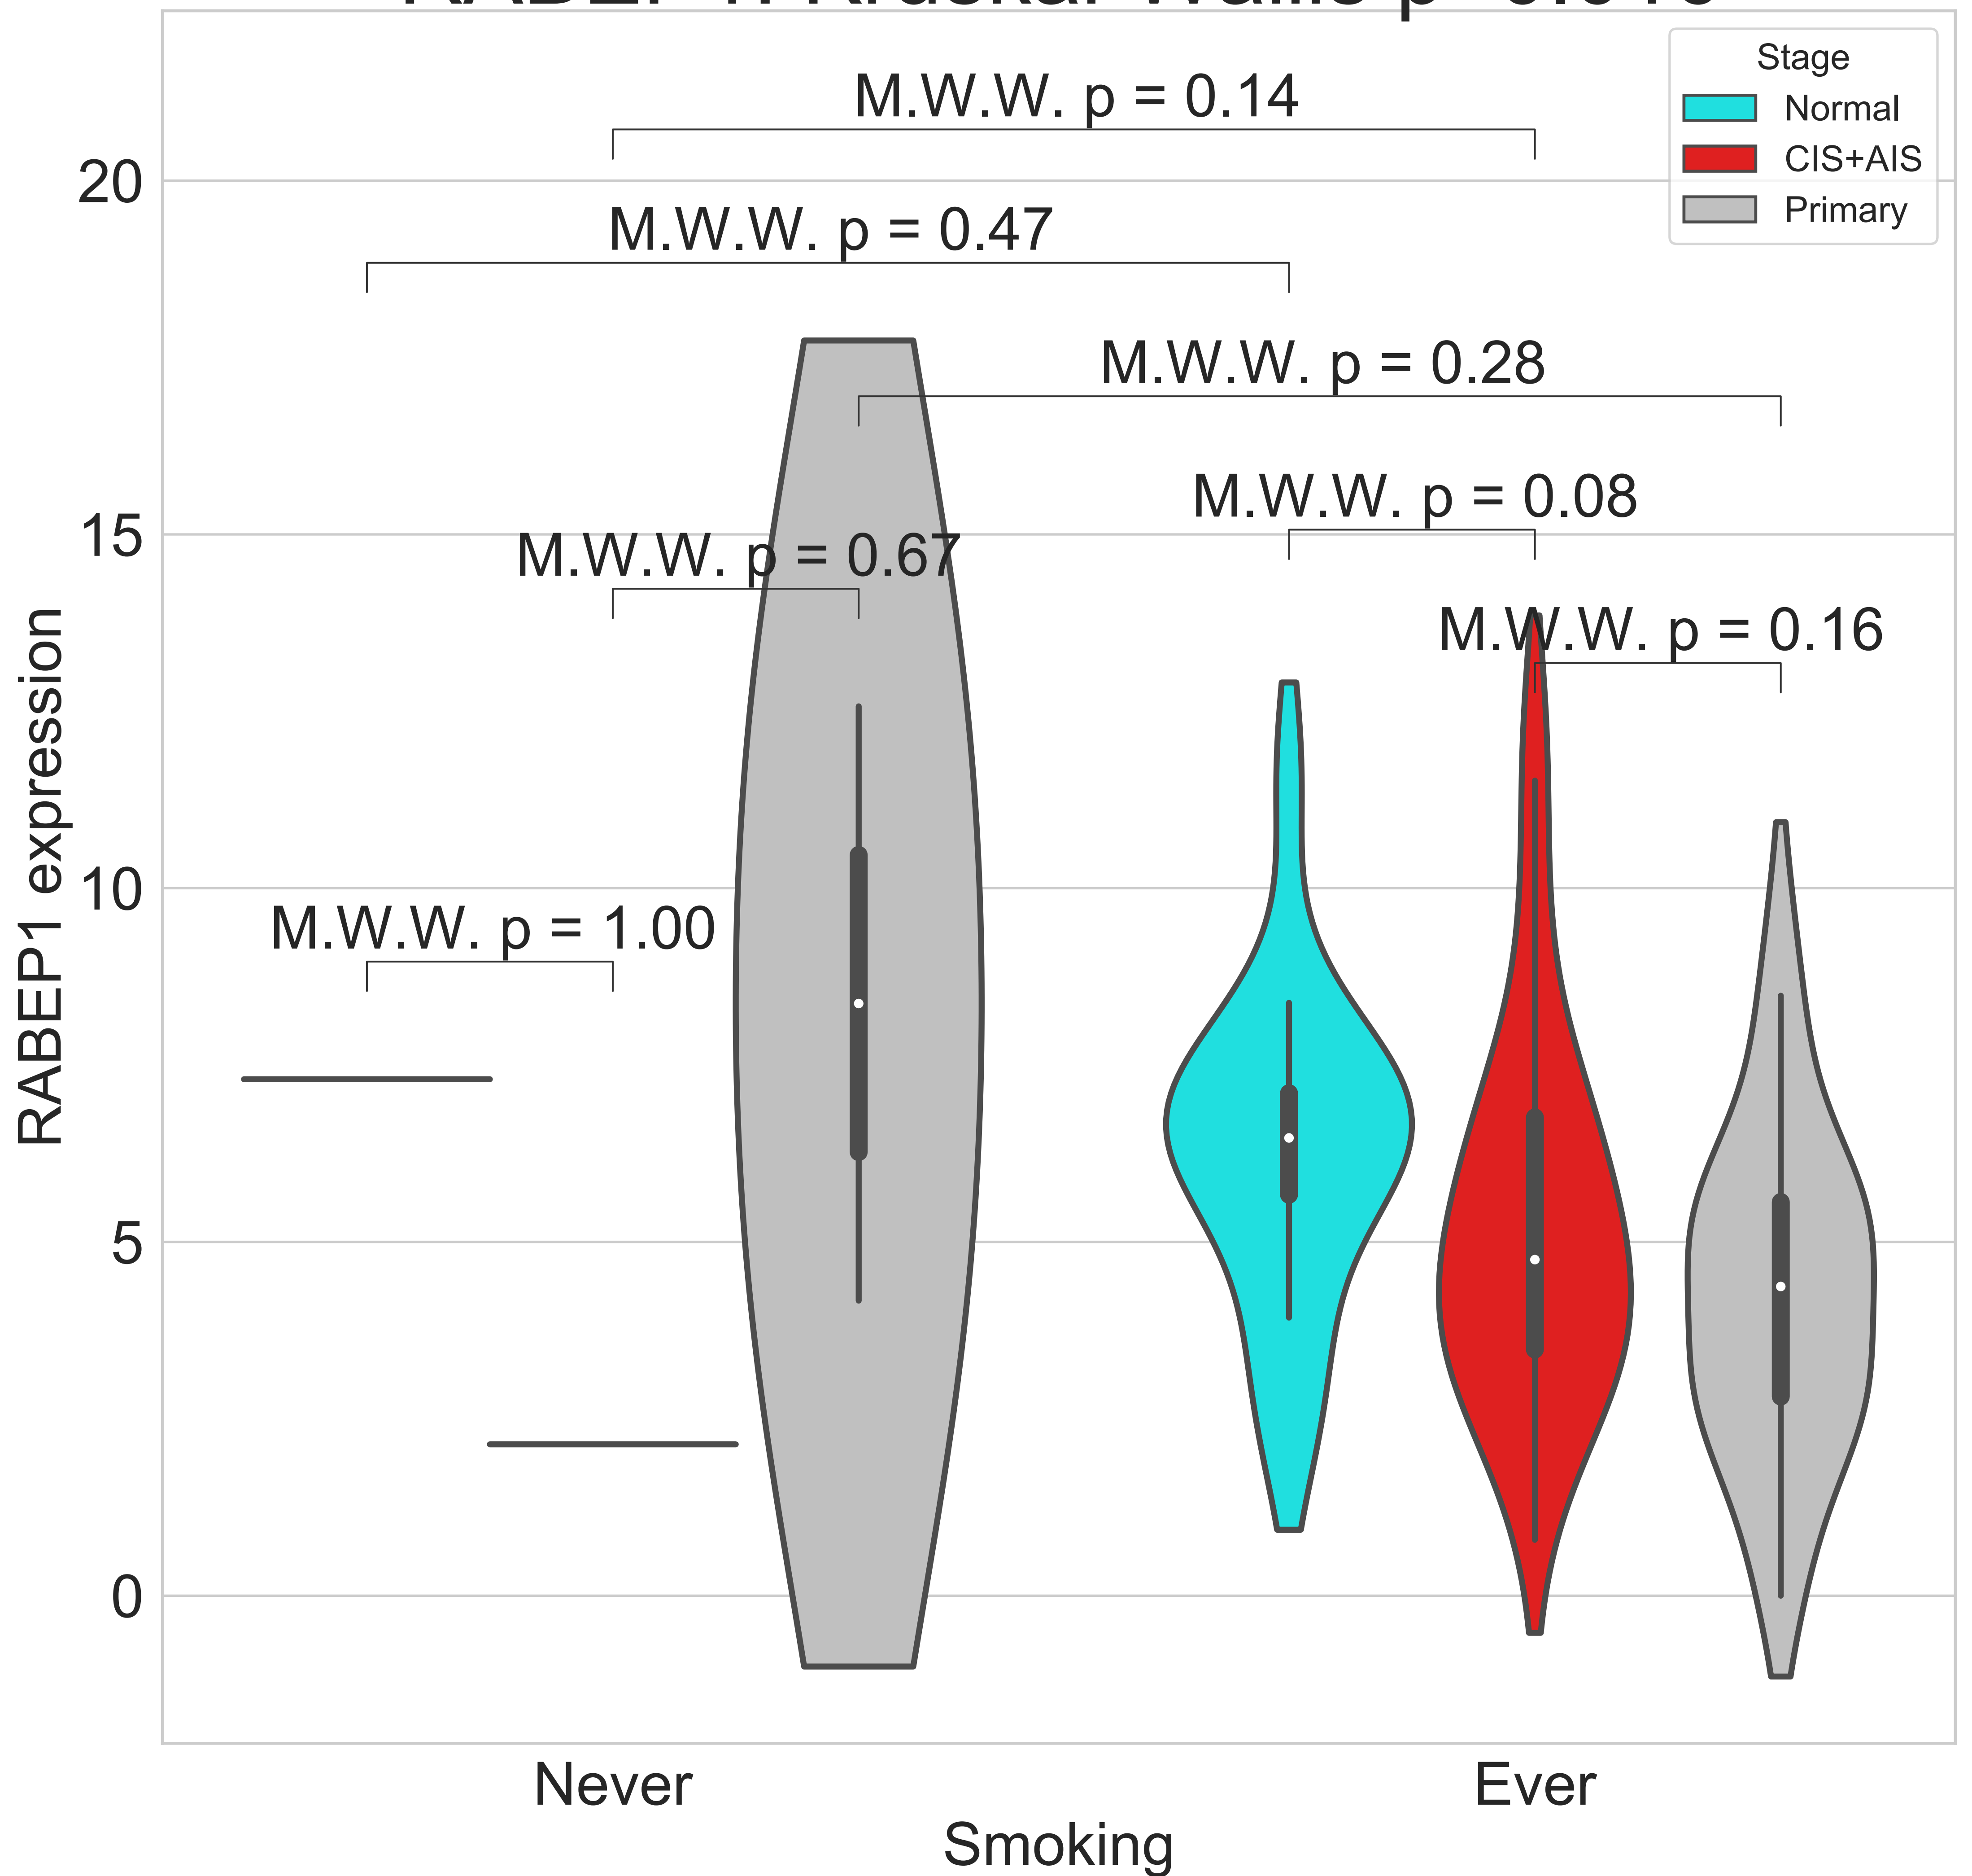 Stage
Normal
CIS+AIS
Primary
M.W.W. p = 0.14
M.W.W. p = 0.47
M.W.W. p = 0.28
M.W.W. p = 0.08
M.W.W. p = 0.67
M.W.W. p = 0.16
M.W.W. p = 1.00
20
15
10
5
0
RABEP1 expression
Never
Ever
Smoking